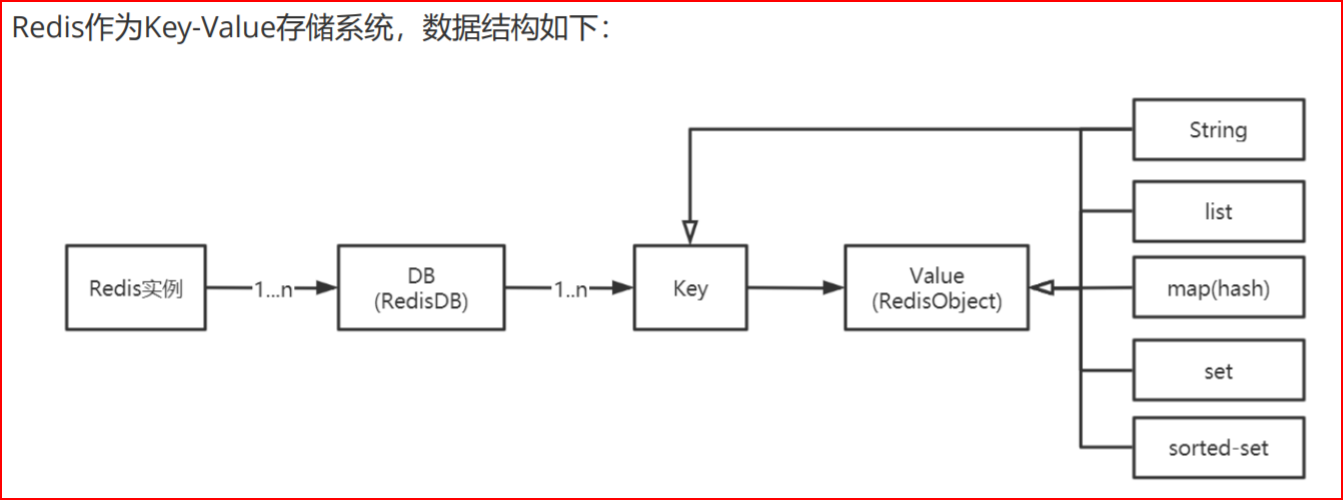 Redis作为Key-Value存储系统，数据结构如下：
String
list
Redis实例
1...n
DB
(RedisDB)
1..n
Key
Value
(RedisObject)
map(hash)
set
sorted-set